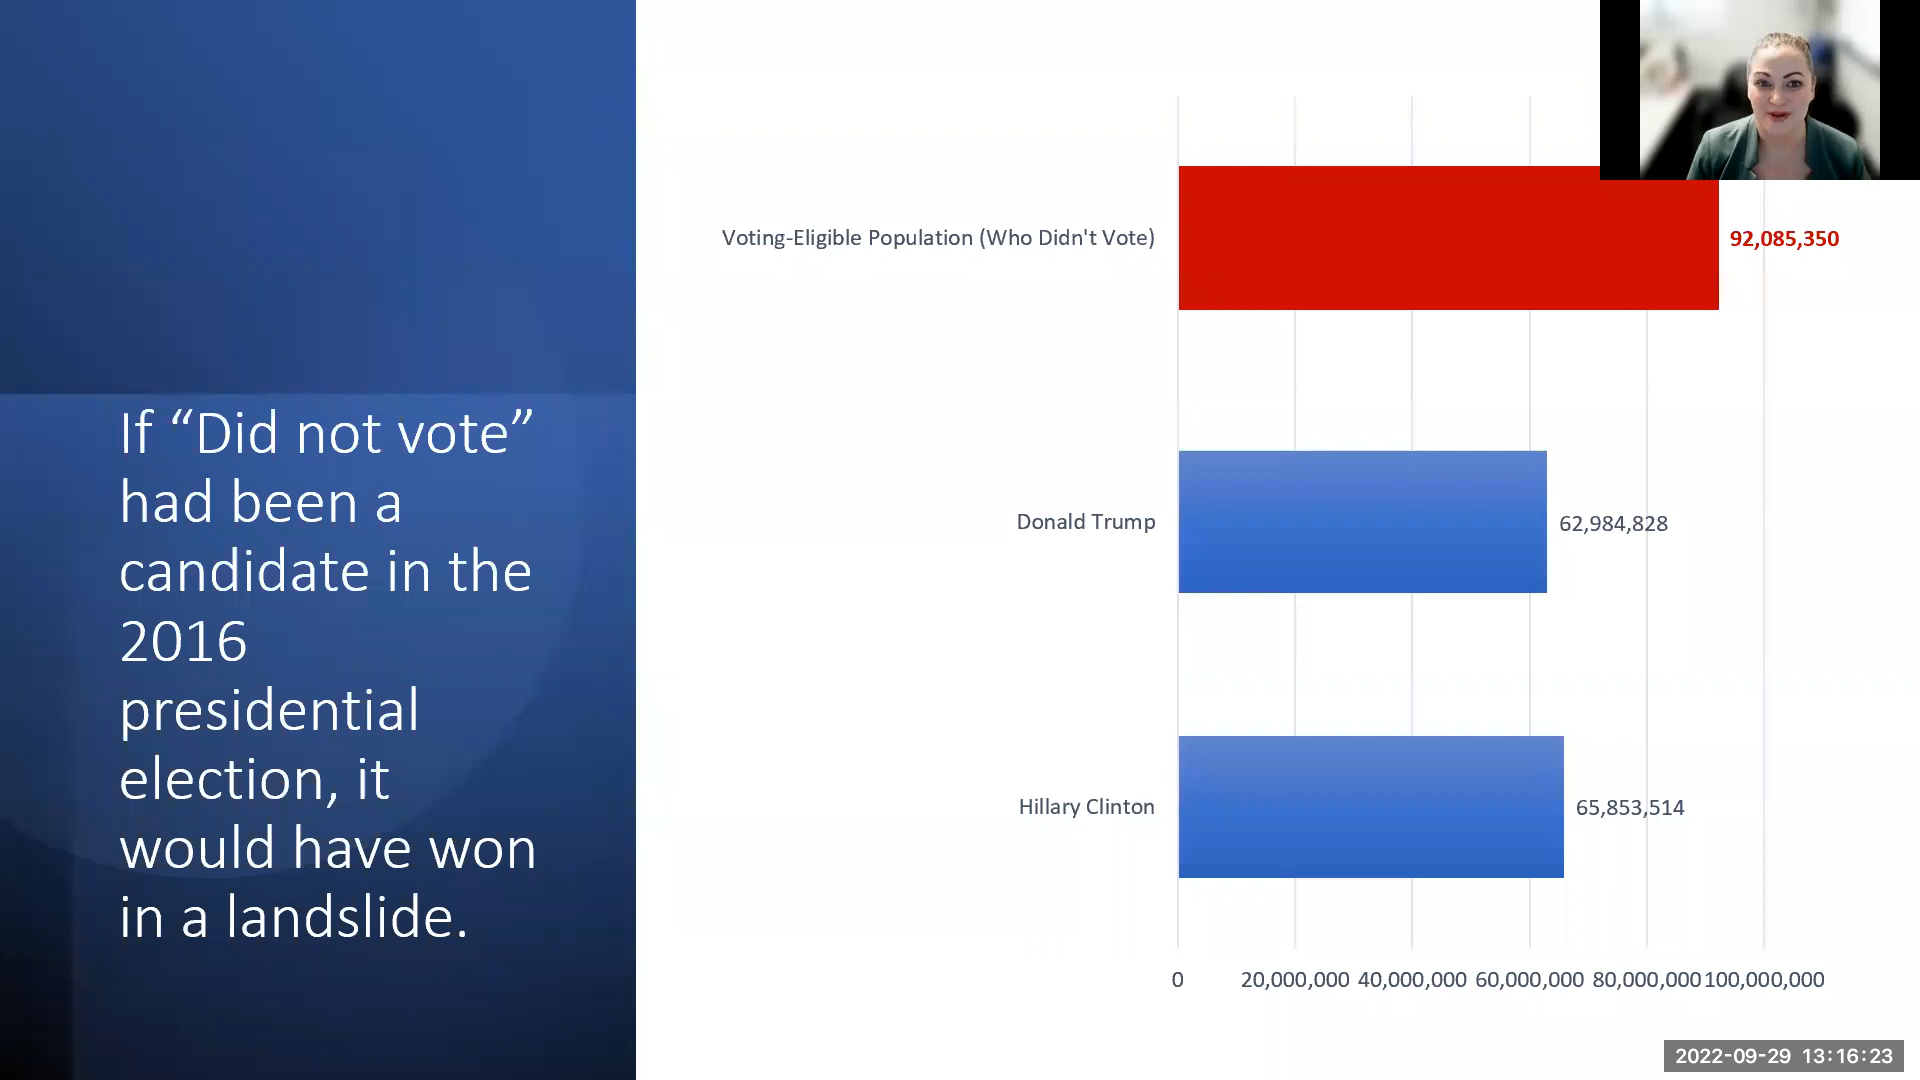 If “Did not vote”
had been a
candidate in the
2016
presidential
election, it
would have won
in a landslide.
Voting-Eligible Population (Who Didn't Vote)
92,085,350
Donald Trump
62,984,828
Hillary Clinton
65,853,514
0 20,000,000 40,000,000 60,000,000 80,000,000 100,000,000
2022-09-29 13:16:23